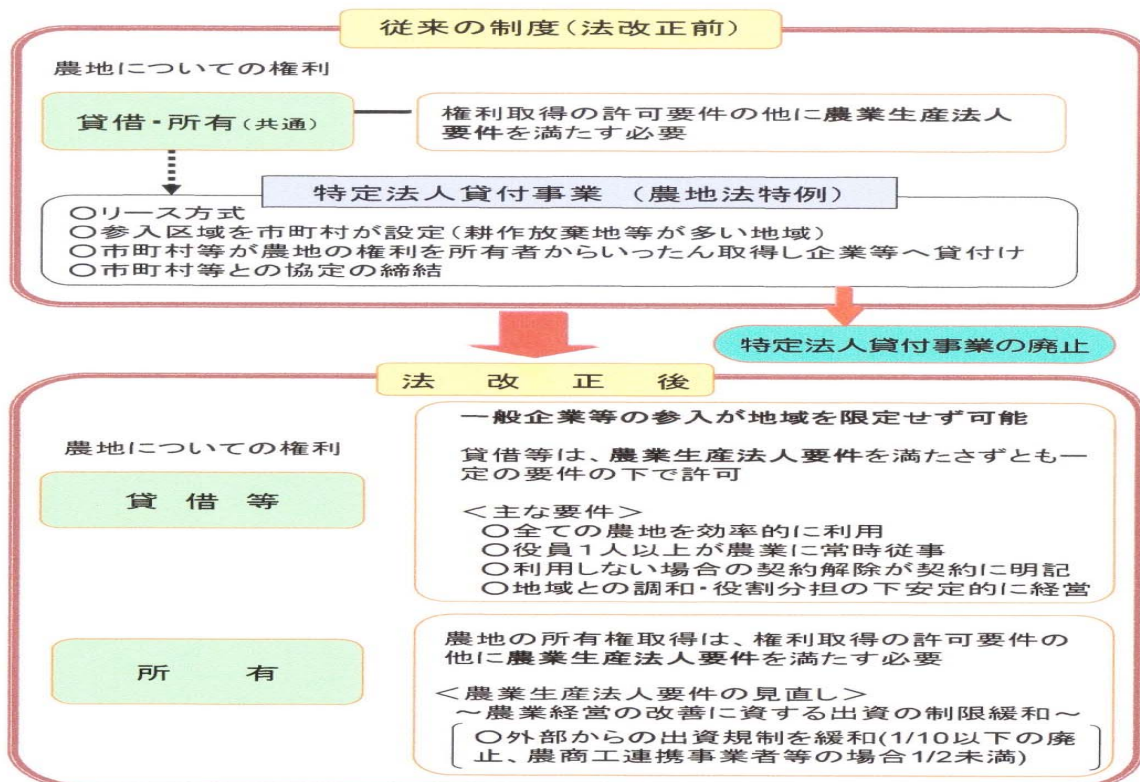 従来の制度(法改正前)
農地についての権利
貸借・所有(共通)
権利取得の許可要件の他に農業生産法人
要件を満たす必要
特定法人貸付事業 (農地法特例)
○リース方式
○参入区域を市町村が設定(耕作放棄地等が多い地域)
○市町村等が農地の権利を所有者からいったん取得し企業等へ貸付け
○市町村等との協定の締結
特定法人貸付事業の廃止
法改正後
一般企業等の参入が地域を限定せず可能
農地についての権利
貸借等
貸借等は、農業生産法人要件を満たさずとも一
定の要件の下で許可
<主な要件>
○全ての農地を効率的に利用
○役員1人以上が農業に常時従事
○利用しない場合の契約解除が契約に明記
○地域との調和・役割分担の下安定的に経営
所有
農地の所有権取得は、権利取得の許可要件の
他に農業生産法人要件を満たす必要
<農業生産法人要件の見直し>
~農業経営の改善に資する出資の制限緩和~
○外部からの出資規制を緩和(1/10以下の廃
止、農商工連携事業者等の場合1/2未満)